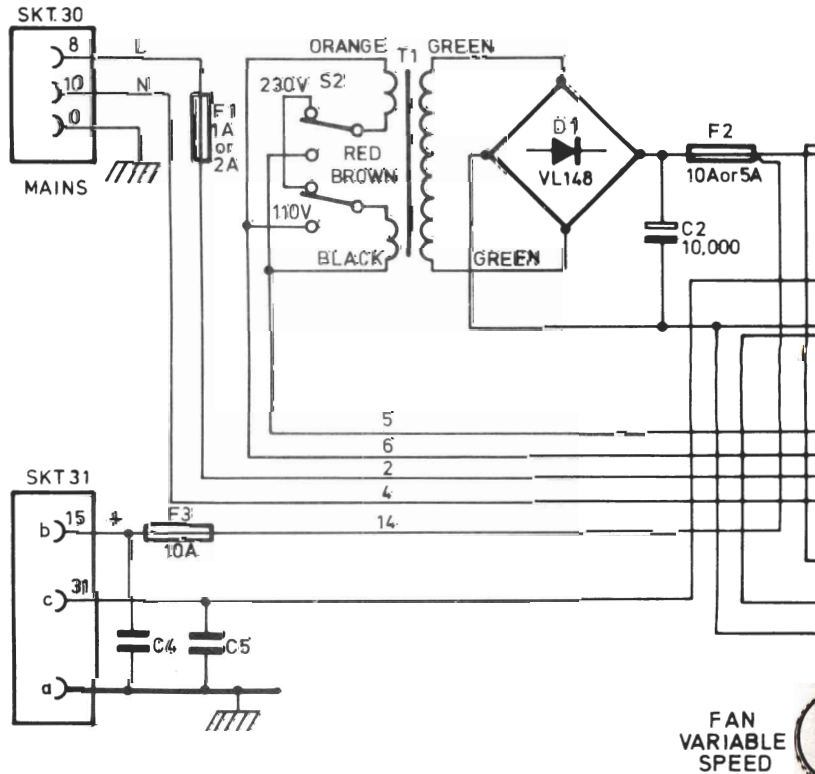 SKT.30
8
L
10
N
0
MAINS
F1
1A
or
2A
ORANGE
T1
GREEN
230V
S2
RED
BROWN
110V
BLACK
GREEN
D1
VL148
F2
10A or 5A
C2
10,000
5
6
2
4
14
SKT31
b
15
+
F3
10A
c
31
C4
C5
a
FAN
VARIABLE
SPEED